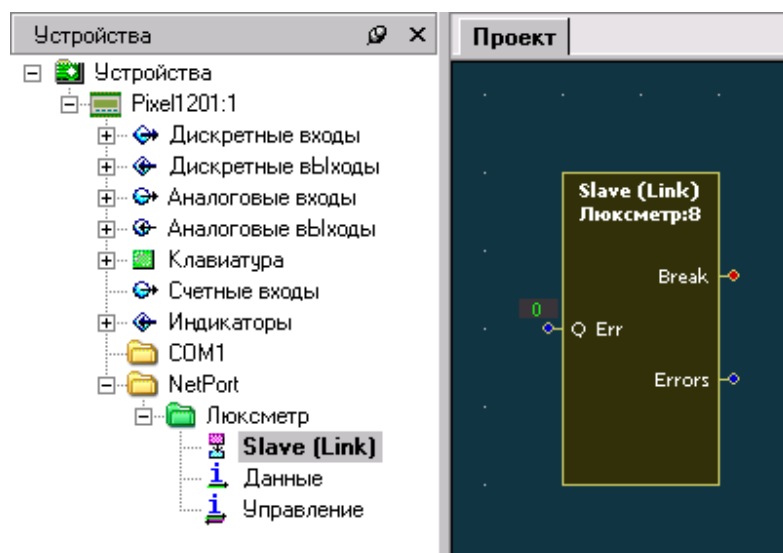 Устройства
Устройства
Pixel1201:1
Дискретные входы
Дискретные вЫходы
Аналоговые входы
Аналоговые вЫходы
Клавиатура
Счетные входы
Индикаторы
COM1
NetPort
Люксметр
Slave (Link)
Данные
Управление
Проект
Slave (Link)
Люксметр:8
Break
0
Q Err
Errors